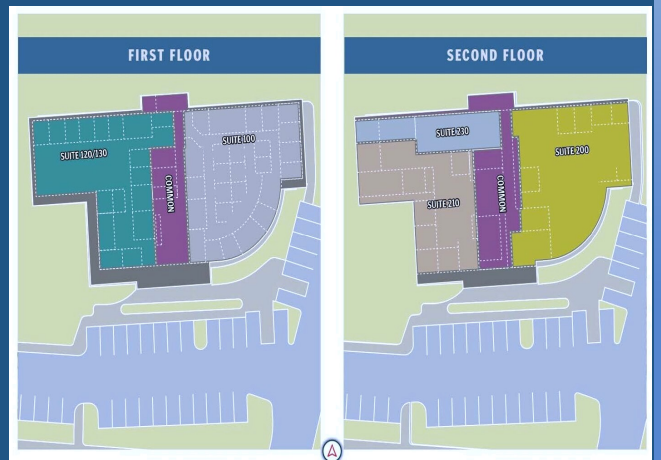 FIRST FLOOR
SUITE 120/130
SUITE 100
COMMON
SECOND FLOOR
SUITE 230
SUITE 200
SUITE 210
COMMON